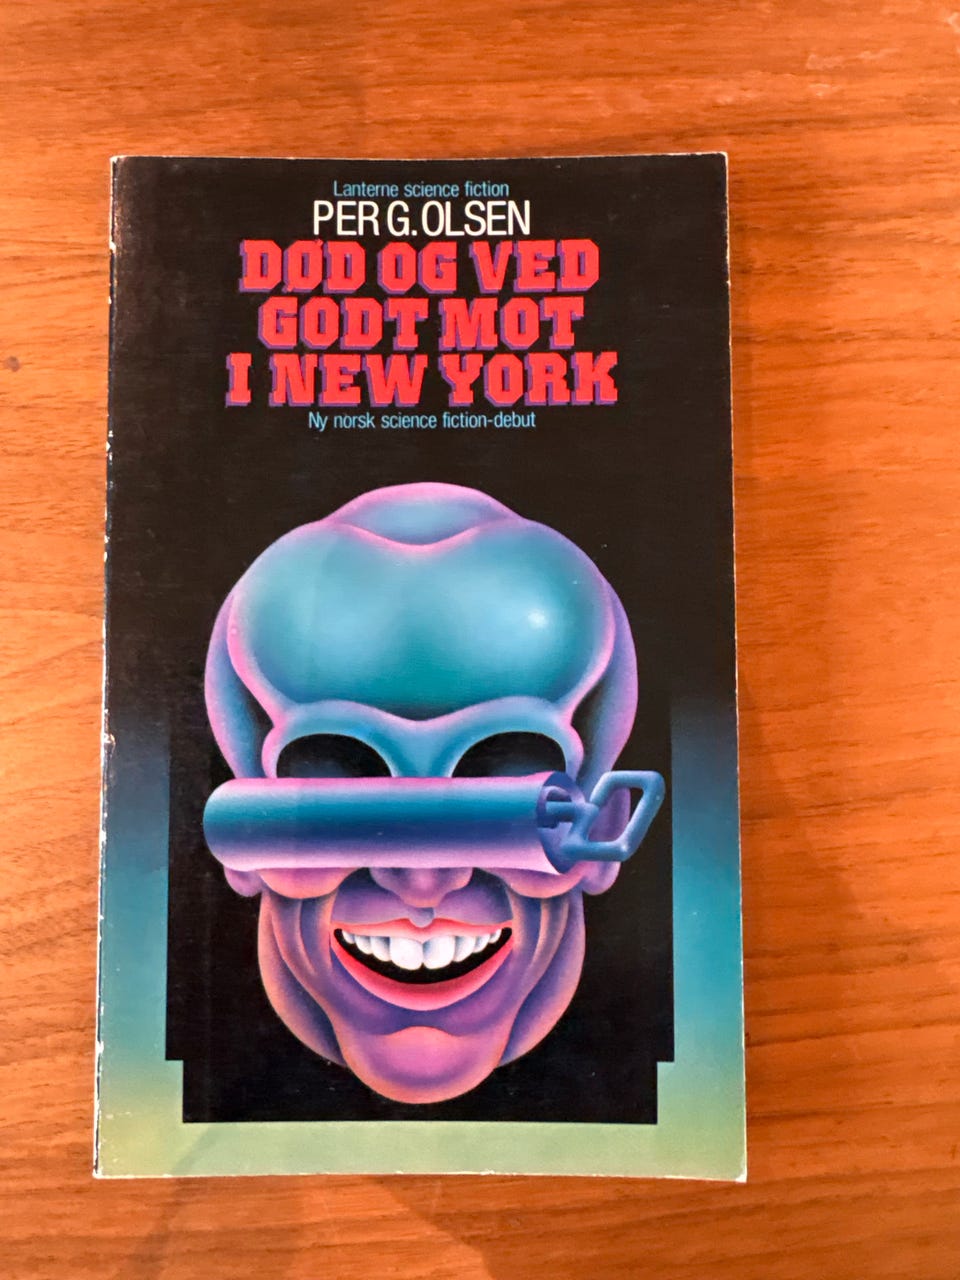 Lanterne science fiction
PER G. OLSEN
DØD OG VED
GODT MOT
I NEW YORK
Ny norsk science fiction-debut